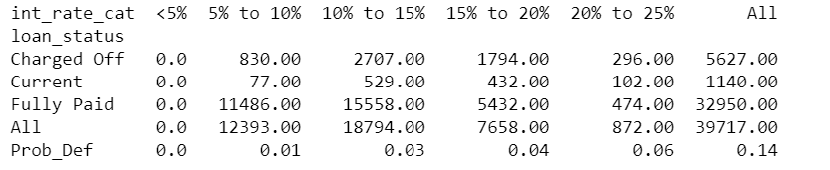 int_rate_cat <5% 5% to 10% 10% to 15% 15% to 20% 20% to 25% All
loan_status
Charged Off 0.0 830.00 2707.00 1794.00 296.00 5627.00
Current 0.0 77.00 529.00 432.00 102.00 1140.00
Fully Paid 0.0 11486.00 15558.00 5432.00 474.00 32950.00
All 0.0 12393.00 18794.00 7658.00 872.00 39717.00
Prob_Def 0.0 0.01 0.03 0.04 0.06 0.14